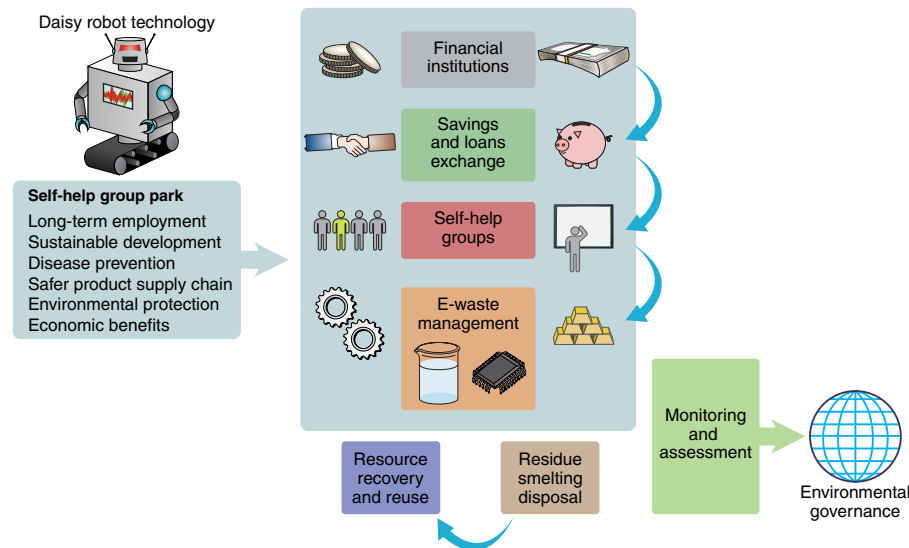 Daisy robot technology
Self-help group park
Long-term employment
Sustainable development
Disease prevention
Safer product supply chain
Environmental protection
Economic benefits
Financial
institutions
Savings
and loans
exchange
Self-help
groups
E-waste
management
Resource
recovery
and reuse
Residue
smelting
disposal
Monitoring
and
assessment
Environmental
governance